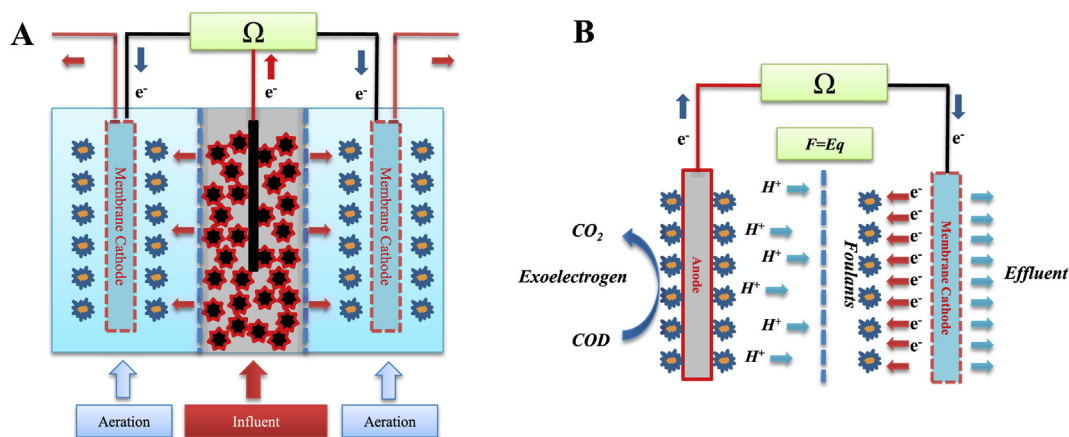 A
Ω
e-
e-
e-
Membrane Cathode
Membrane Cathode
Aeration
Influent
Aeration
B
Ω
e-
e-
F=Eq
H+
H+
H+
H+
H+
H+
CO2
Exoelectrogen
COD
Anode
Foulants
e-
e-
e-
e-
e-
e-
e-
e-
e-
Membrane Cathode
Effluent